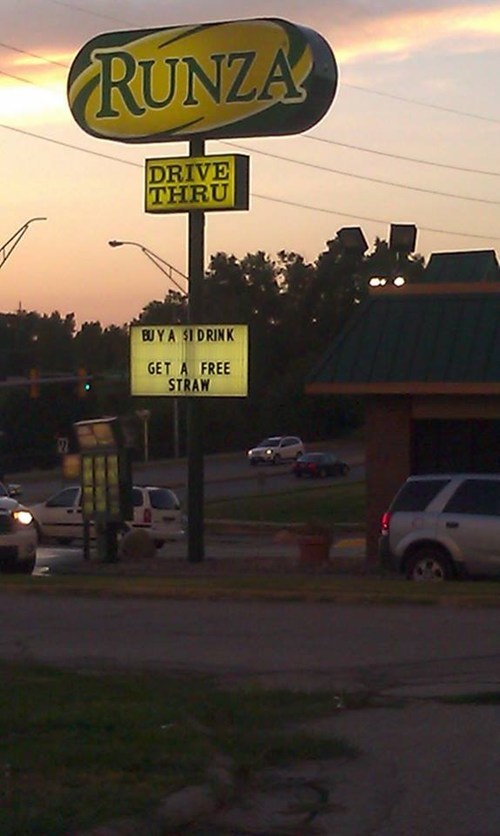 RUNZA
DRIVE
THRU
BUY A $1 DRINK
GET A FREE
STRAW